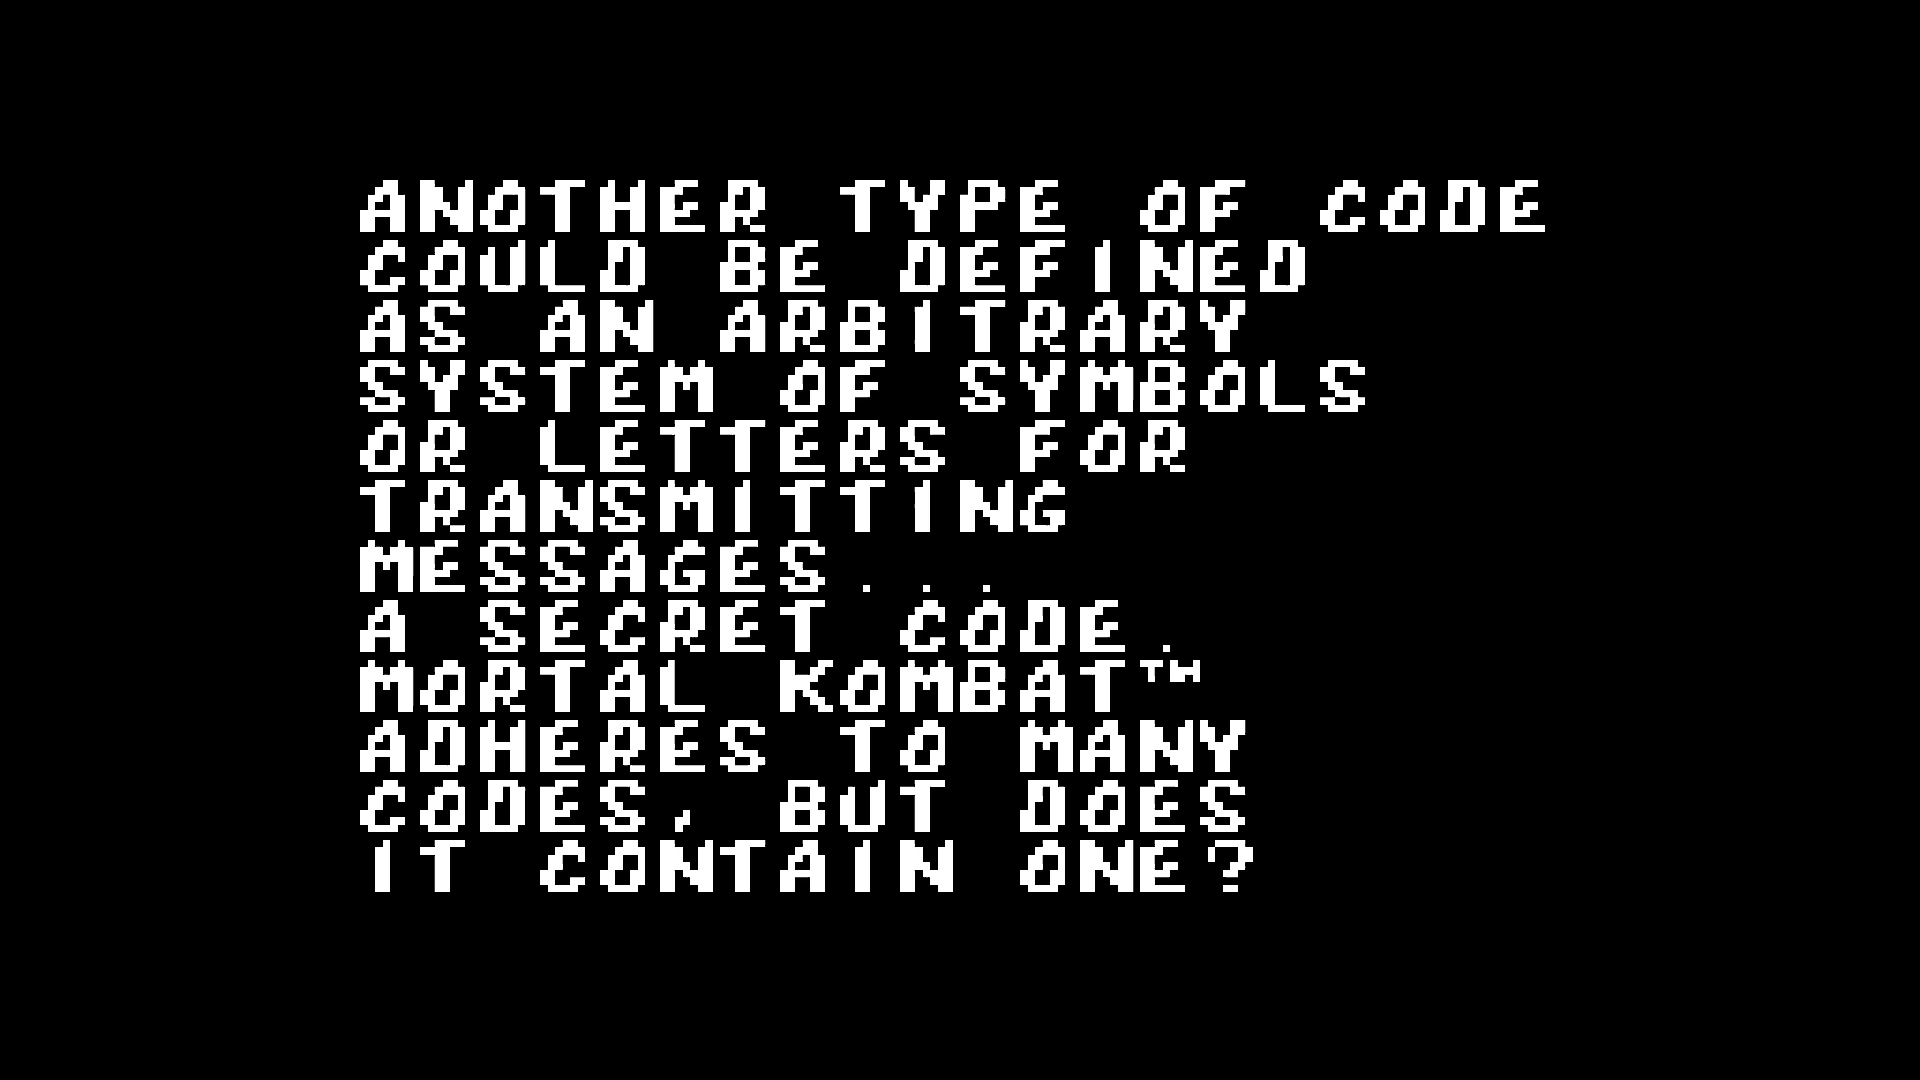 ANOTHER TYPE OF CODE
COULD BE DEFINED
AS AN ARBITRARY
SYSTEM OF SYMBOLS
OR LETTERS FOR
TRANSMITTING
MESSAGES...
A SECRET CODE.
MORTAL KOMBAT™
ADHERES TO MANY
CODES, BUT DOES
IT CONTAIN ONE?